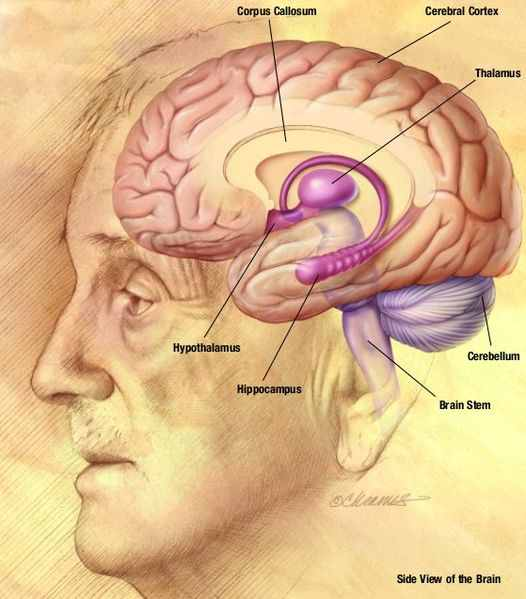 Corpus Callosum
Cerebral Cortex
Thalamus
Hypothalamus
Hippocampus
Cerebellum
Brain Stem
Side View of the Brain